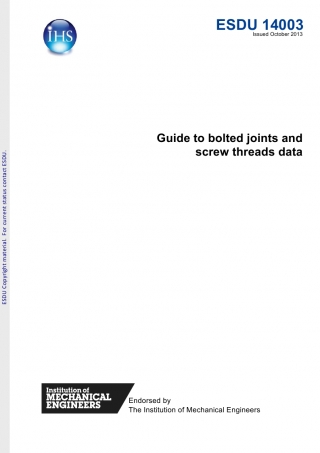 ESDU 14003
Issued October 2013
iHS
Guide to bolted joints and
screw threads data
ESDU Copyright material. For current status contact ESDU.
Institution of
MECHANICAL
ENGINEERS
Endorsed by
The Institution of Mechanical Engineers